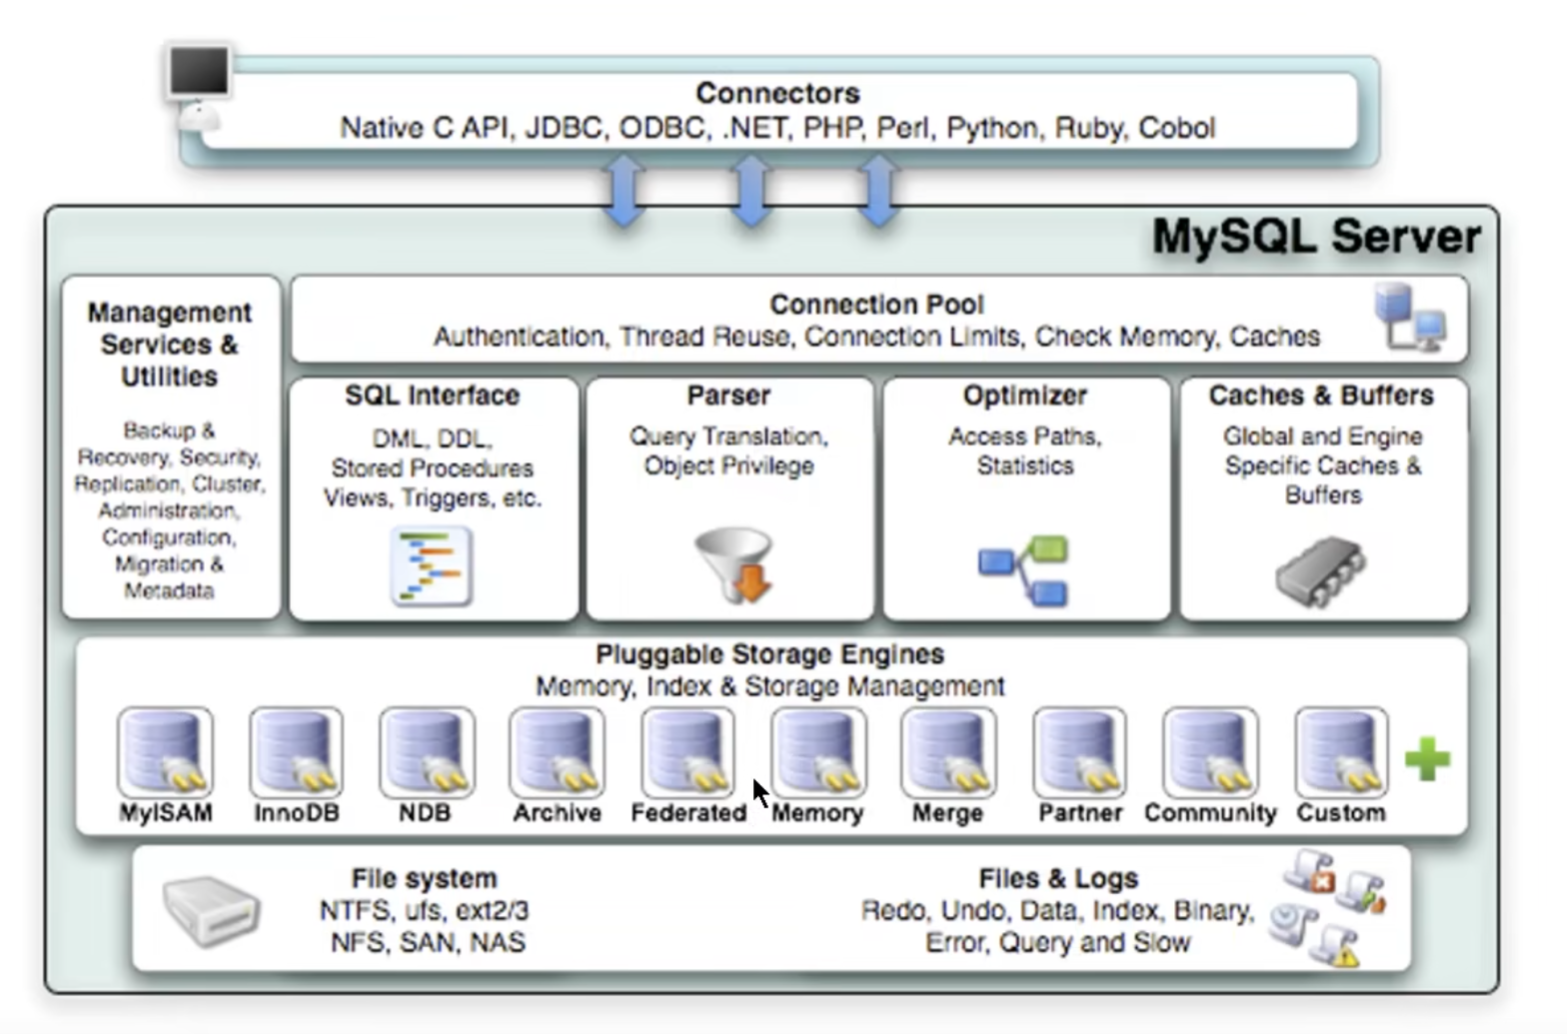 Connectors
Native C API, JDBC, ODBC, .NET, PHP, Perl, Python, Ruby, Cobol
MySQL Server
Management
Services &
Utilities
Backup &
Recovery, Security,
Replication, Cluster,
Administration,
Configuration,
Migration &
Metadata
Connection Pool
Authentication, Thread Reuse, Connection Limits, Check Memory, Caches
SQL Interface
DML, DDL,
Stored Procedures
Views, Triggers, etc.
Parser
Query Translation,
Object Privilege
Optimizer
Access Paths,
Statistics
Caches & Buffers
Global and Engine
Specific Caches &
Buffers
Pluggable Storage Engines
Memory, Index & Storage Management
MyISAM InnoDB NDB Archive Federated Memory Merge Partner Community Custom
File system
NTFS, ufs, ext2/3
NFS, SAN, NAS
Files & Logs
Redo, Undo, Data, Index, Binary,
Error, Query and Slow